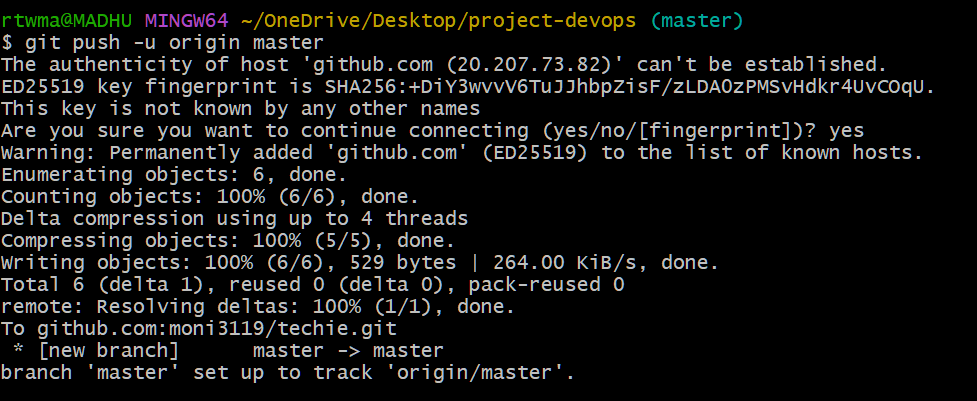 rtwma@MADHU MINGW64 ~/OneDrive/Desktop/project-devops (master)
$ git push -u origin master
The authenticity of host 'github.com (20.207.73.82)' can't be established.
ED25519 key fingerprint is SHA256:+DiY3wvvV6TuJJhbpZisF/zLDA0zPMSvHdkr4UvCOqU.
This key is not known by any other names
Are you sure you want to continue connecting (yes/no/[fingerprint])? yes
Warning: Permanently added 'github.com' (ED25519) to the list of known hosts.
Enumerating objects: 6, done.
Counting objects: 100% (6/6), done.
Delta compression using up to 4 threads
Compressing objects: 100% (5/5), done.
Writing objects: 100% (6/6), 529 bytes | 264.00 KiB/s, done.
Total 6 (delta 1), reused 0 (delta 0), pack-reused 0
remote: Resolving deltas: 100% (1/1), done.
To github.com:moni3119/techie.git
 * [new branch]      master -> master
branch 'master' set up to track 'origin/master'.